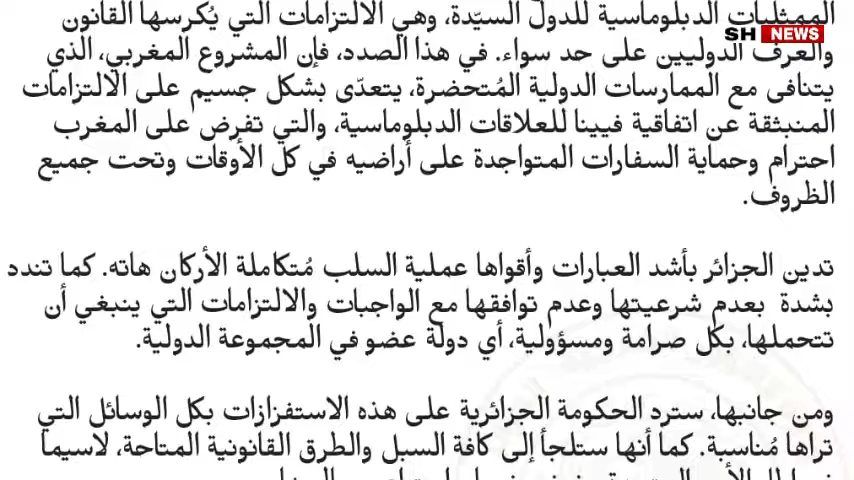 الممثليات الدبلوماسية للدول السيّدة، وهي الالتزامات التي يُكرسها القانون
SH NEWS
والعرف الدوليين على حد سواء. في هذا الصدد، فإن المشروع المغربي، الذي
يتنافى مع الممارسات الدولية المُتحضرة، يتعدّى بشكل جسيم على الالتزامات
المنبثقة عن اتفاقية فيينا للعلاقات الدبلوماسية، والتي تفرض على المغرب
احترام وحماية السفارات المتواجدة على أراضيه في كل الأوقات وتحت جميع
الظروف.
تدين الجزائر بأشد العبارات وأقواها عملية السلب مُتكاملة الأركان هاته. كما تندد
بشدة بعدم شرعيتها وعدم توافقها مع الواجبات والالتزامات التي ينبغي أن
تتحملها، بكل صرامة ومسؤولية، أي دولة عضو في المجموعة الدولية.
ومن جانبها، سترد الحكومة الجزائرية على هذه الاستفزازات بكل الوسائل التي
تراها مُناسبة. كما أنها ستلجأ إلى كافة السبل والطرق القانونية المتاحة، لاسيما